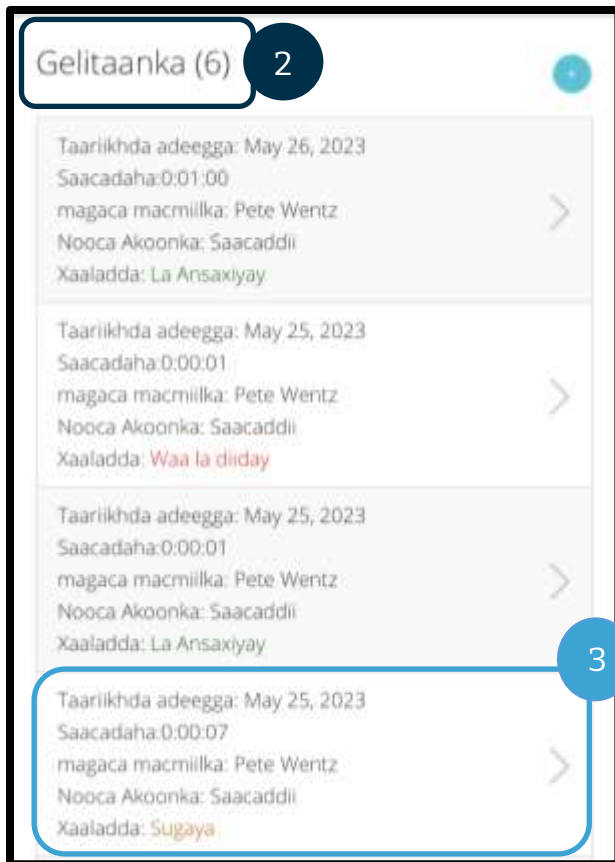 Gelitaanka (6)
2
+
Taariikhda adeegga: May 26, 2023
Saacadaha:0:01:00
magaca macmiilka: Pete Wentz
Nooca Akoonka: Saacaddii
Xaaladda: La Ansaxiyay
Taariikhda adeegga: May 25, 2023
Saacadaha:0:00:01
magaca macmiilka: Pete Wentz
Nooca Akoonka: Saacaddii
Xaaladda: Waa la diiday
Taariikhda adeegga: May 25, 2023
Saacadaha:0:00:01
magaca macmiilka: Pete Wentz
Nooca Akoonka: Saacaddii
Xaaladda: La Ansaxiyay
3
Taariikhda adeegga: May 25, 2023
Saacadaha:0:00:07
magaca macmiilka: Pete Wentz
Nooca Akoonka: Saacaddii
Xaaladda: Sugaya